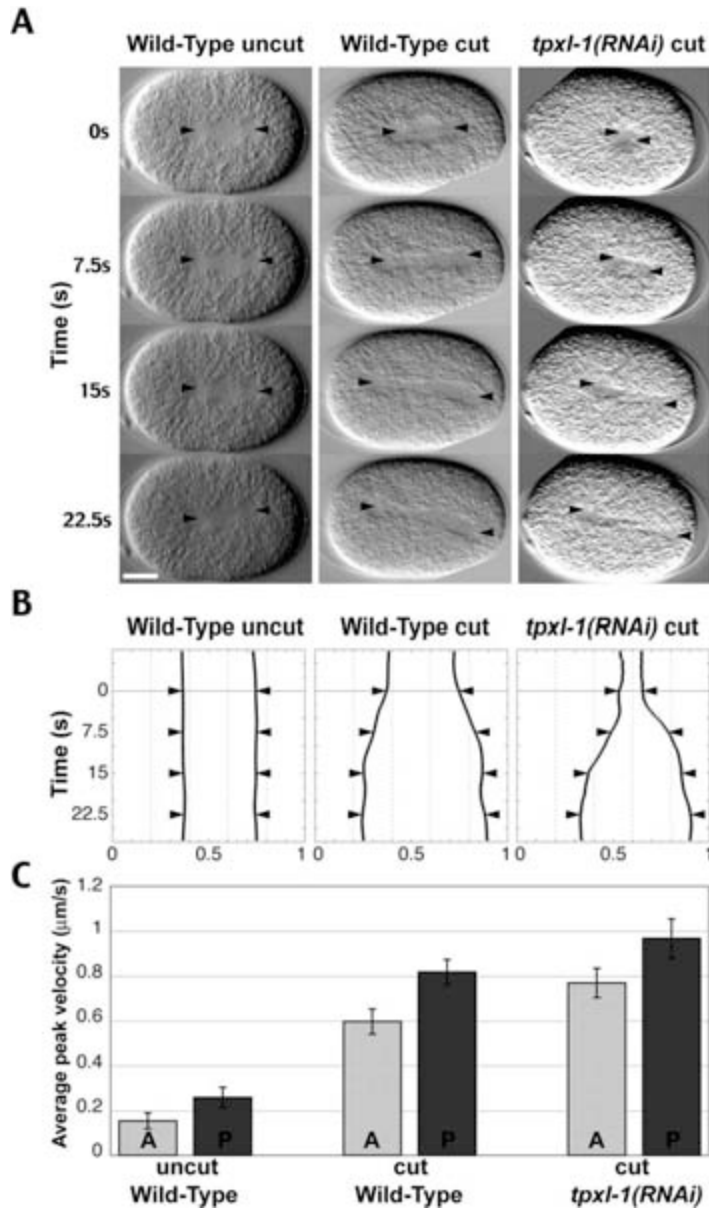 A
Wild-Type uncut Wild-Type cut tpxl-1(RNAi) cut
0s
7.5s
15s
22.5s
Time (s)
B
Wild-Type uncut Wild-Type cut tpxl-1(RNAi) cut
0
7.5
15
22.5
Time (s)
0 0.5 1 0 0.5 1 0 0.5 1
C
Average peak velocity (μm/s)
1.2
1
0.8
0.6
0.4
0.2
0
A P A P A P
uncut cut cut
Wild-Type Wild-Type tpxl-1(RNAi)